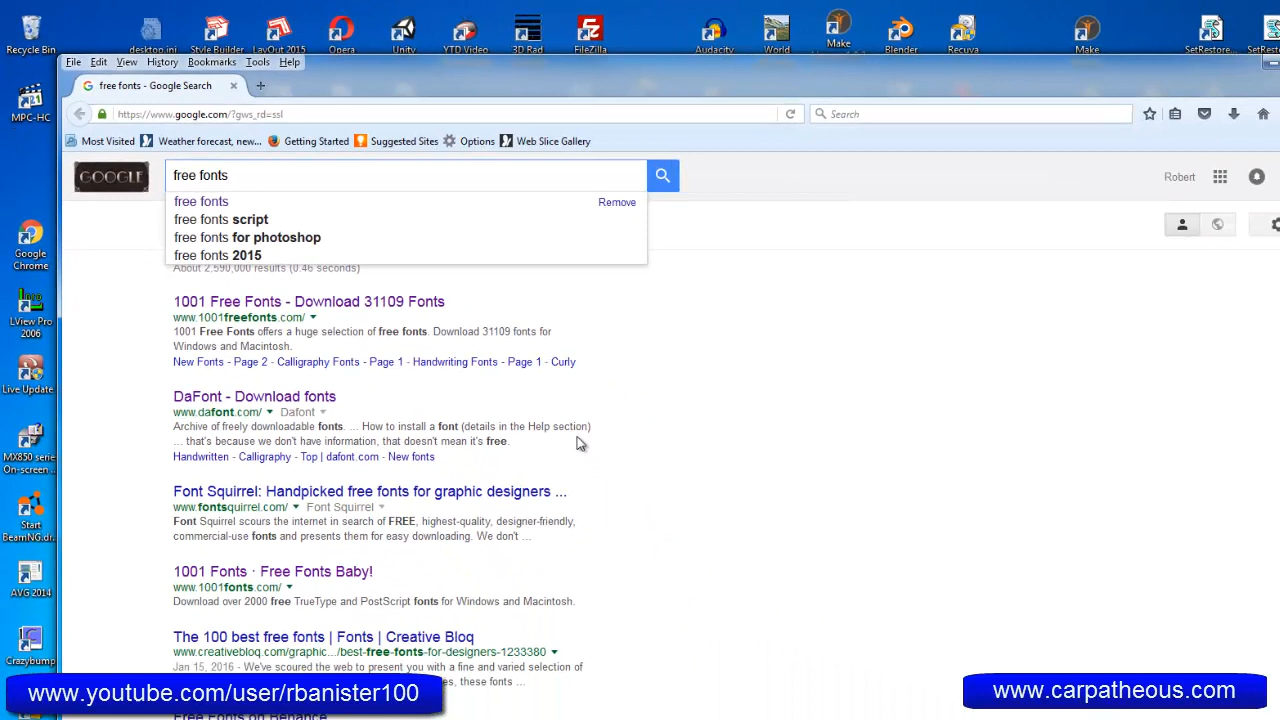 Recycle Bin
desktop.ini
Style Builder
LayOut 2015
Opera
Unity
YTD Video
3D Rad
FileZilla
Audacity
World
Make
Blender
Recuva
Make
SetRestore
SetResto
File Edit View History Bookmarks Tools Help
free fonts - Google Search
https://www.google.com/?gws_rd=ssl
Search
Most Visited Weather forecast, new... Getting Started Suggested Sites Options Web Slice Gallery
GOOGLE
free fonts
Robert
free fonts Remove
free fonts script
free fonts for photoshop
free fonts 2015
About 2,590,000 results (0.46 seconds)
1001 Free Fonts - Download 31109 Fonts
www.1001freefonts.com/
1001 Free Fonts offers a huge selection of free fonts. Download 31109 fonts for
Windows and Macintosh.
New Fonts - Page 2 - Calligraphy Fonts - Page 1 - Handwriting Fonts - Page 1 - Curly
DaFont - Download fonts
www.dafont.com/ Dafont
Archive of freely downloadable fonts. ... How to install a font (details in the Help section)
... that's because we don't have information, that doesn't mean it's free.
Handwritten - Calligraphy - Top | dafont.com - New fonts
Font Squirrel: Handpicked free fonts for graphic designers ...
www.fontsquirrel.com/ Font Squirrel
Font Squirrel scours the internet in search of FREE, highest-quality, designer-friendly,
commercial-use fonts and presents them for easy downloading. We don't ...
1001 Fonts · Free Fonts Baby!
www.1001fonts.com/
Download over 2000 free TrueType and PostScript fonts for Windows and Macintosh.
The 100 best free fonts | Fonts | Creative Bloq
www.creativebloq.com/graphic.../best-free-fonts-for-designers-1233380
Jan 15, 2016 - We've scoured the web to present you with a fine and varied selection of
es, these fonts ...
Free Fonts on Behance
MPC-HC
Google
Chrome
LView Pro
2006
Live Update
MX850 serie
On-screen ...
Start
BeamNG.dr...
AVG 2014
Crazybump
www.youtube.com/user/rbanister100
www.carpatheous.com